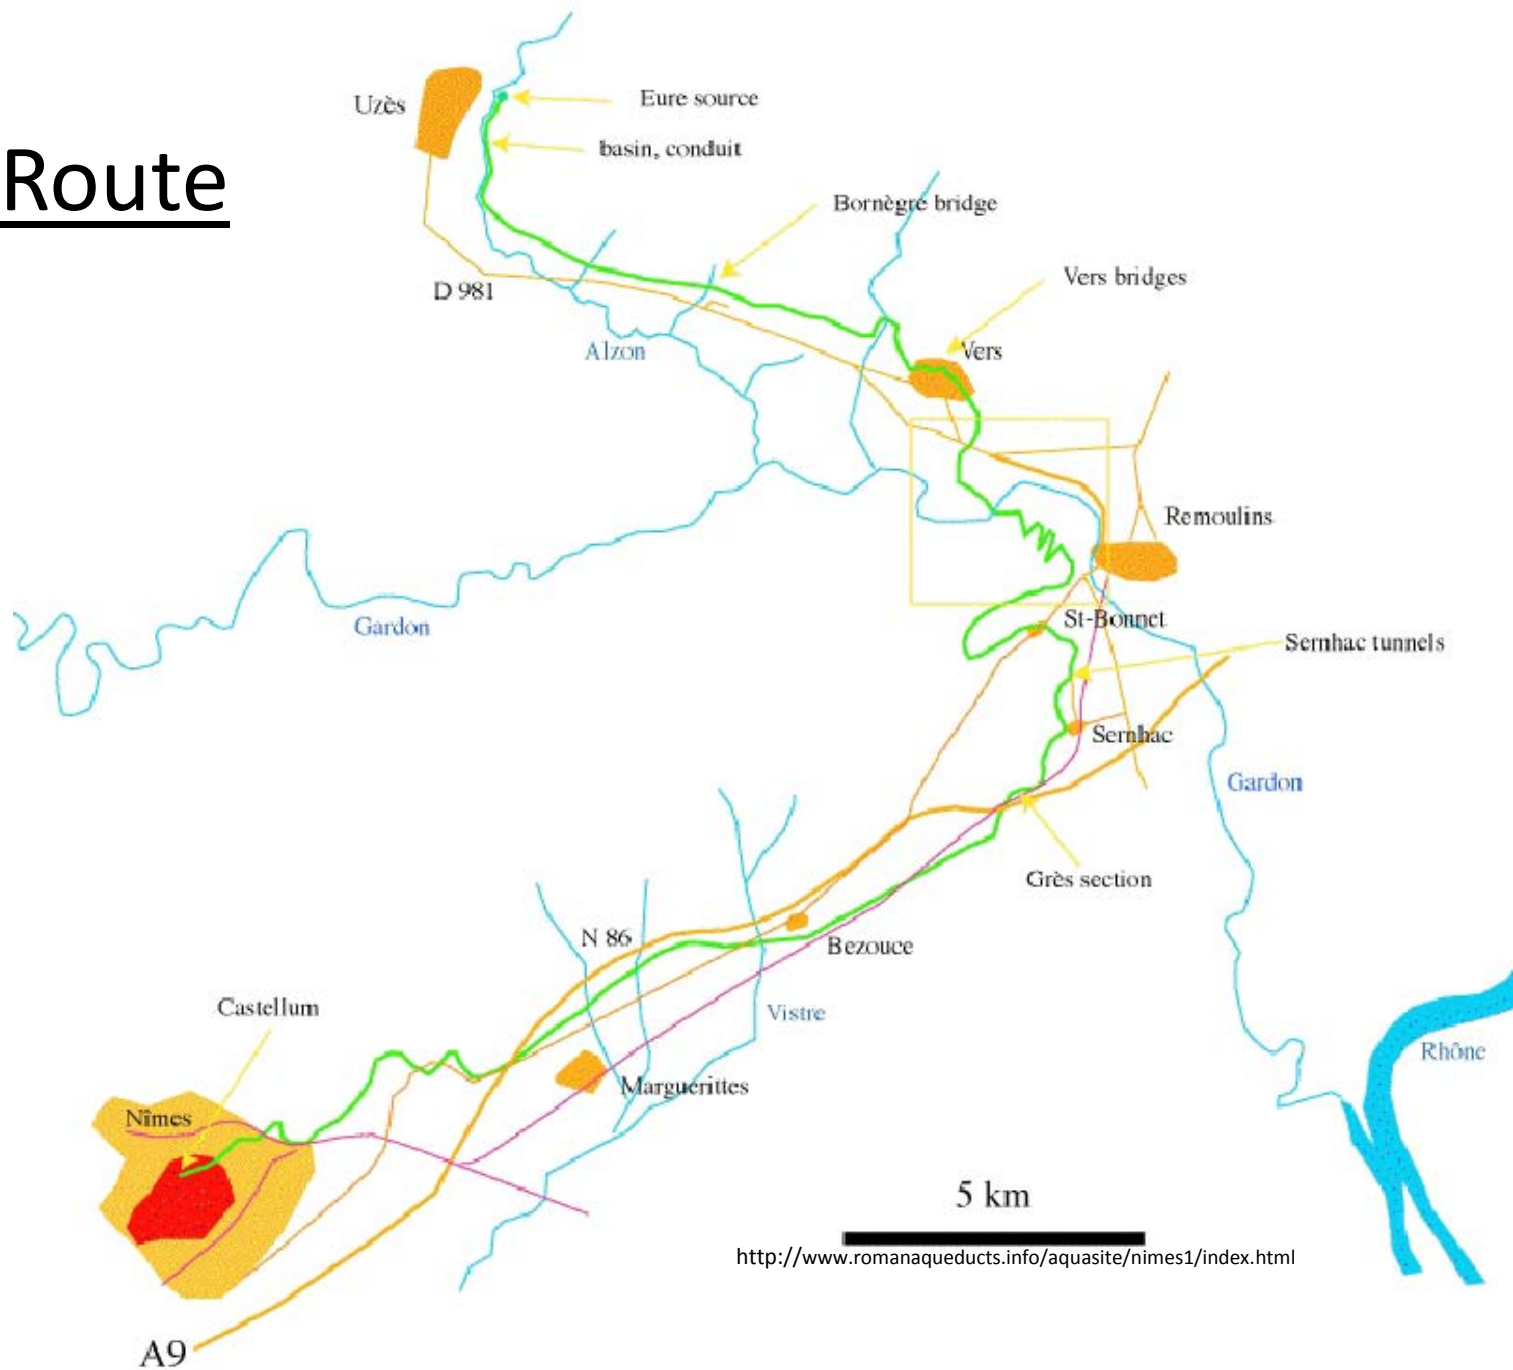 Route
Uzès
Eure source
basin, conduit
Bornègre bridge
Vers bridges
D 981
Alzon
Vers
Remoulins
Gardon
St-Bonnet
Sernhac tunnels
Sernhac
Gardon
Grès section
N 86
Bezouce
Castellum
Vistre
Rhône
Marguerittes
Nîmes
5 km
http://www.romanaqueducts.info/aquasite/nimes1/index.html
A9